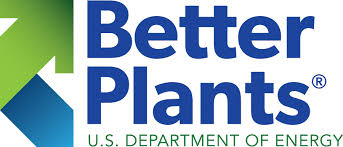 Better
Plants®
U.S. DEPARTMENT OF ENERGY